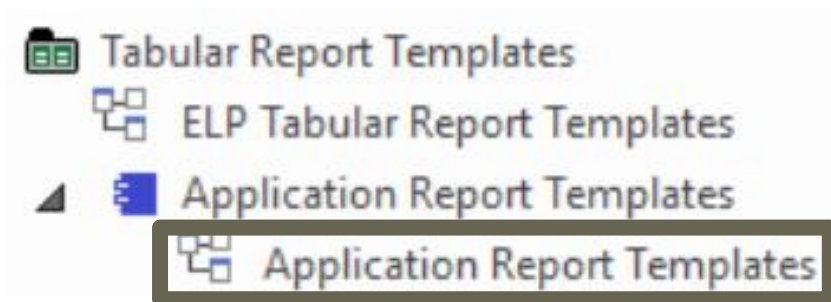 Tabular Report Templates
ELP Tabular Report Templates
Application Report Templates
Application Report Templates